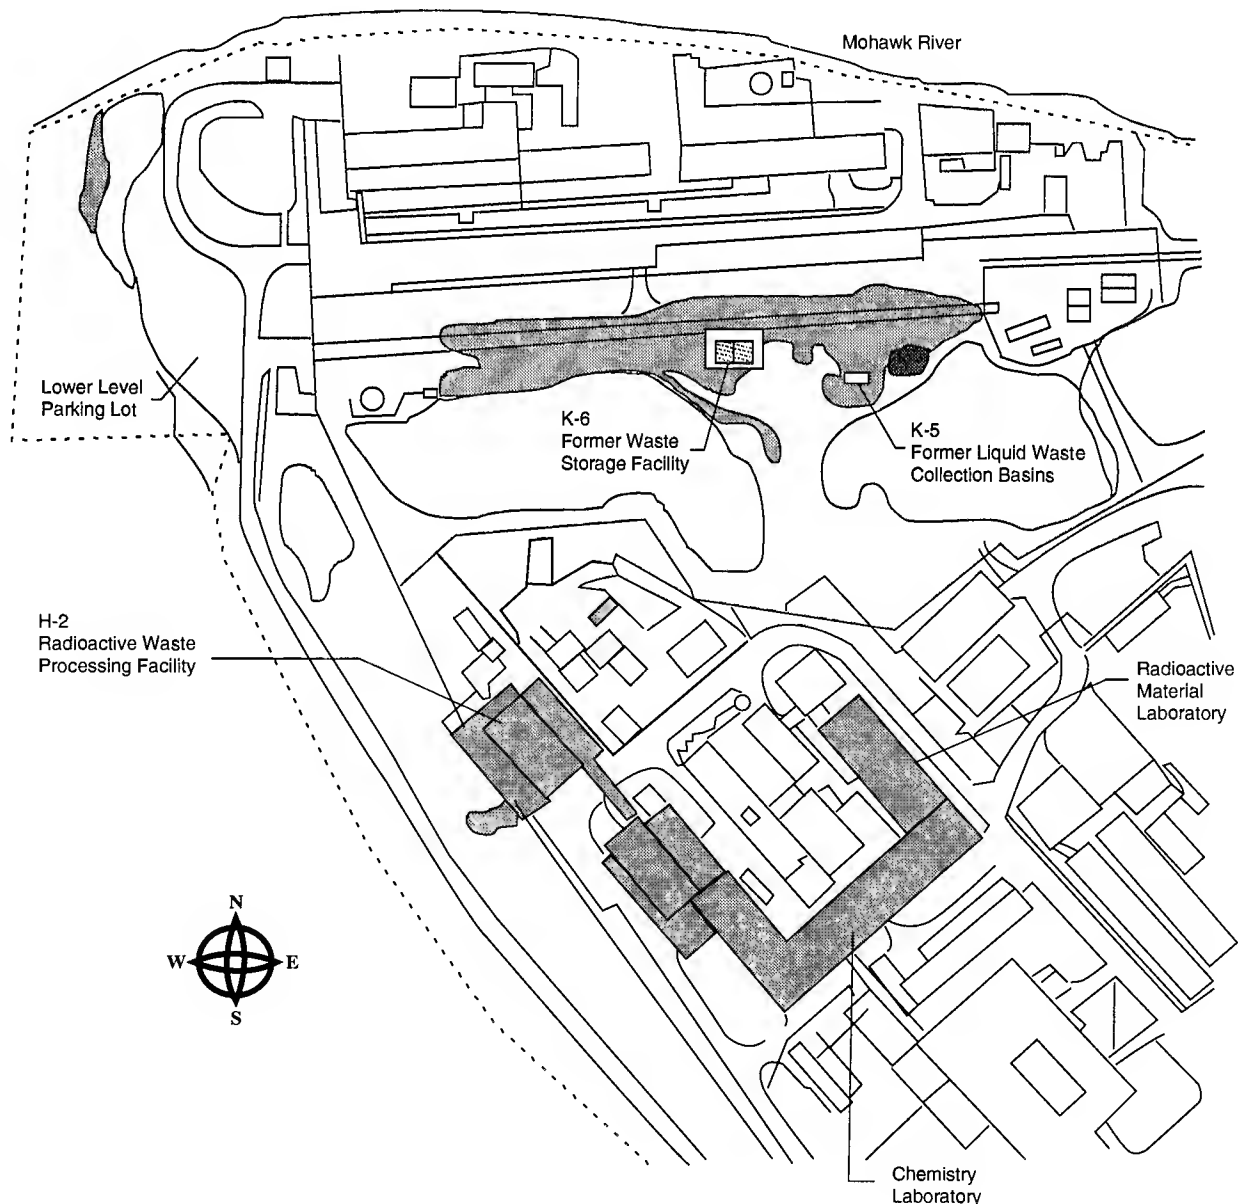 Mohawk River
Lower Level
Parking Lot
K-6
Former Waste
Storage Facility
K-5
Former Liquid Waste
Collection Basins
H-2
Radioactive Waste
Processing Facility
Radioactive
Material
Laboratory
N
W
E
S
Chemistry
Laboratory